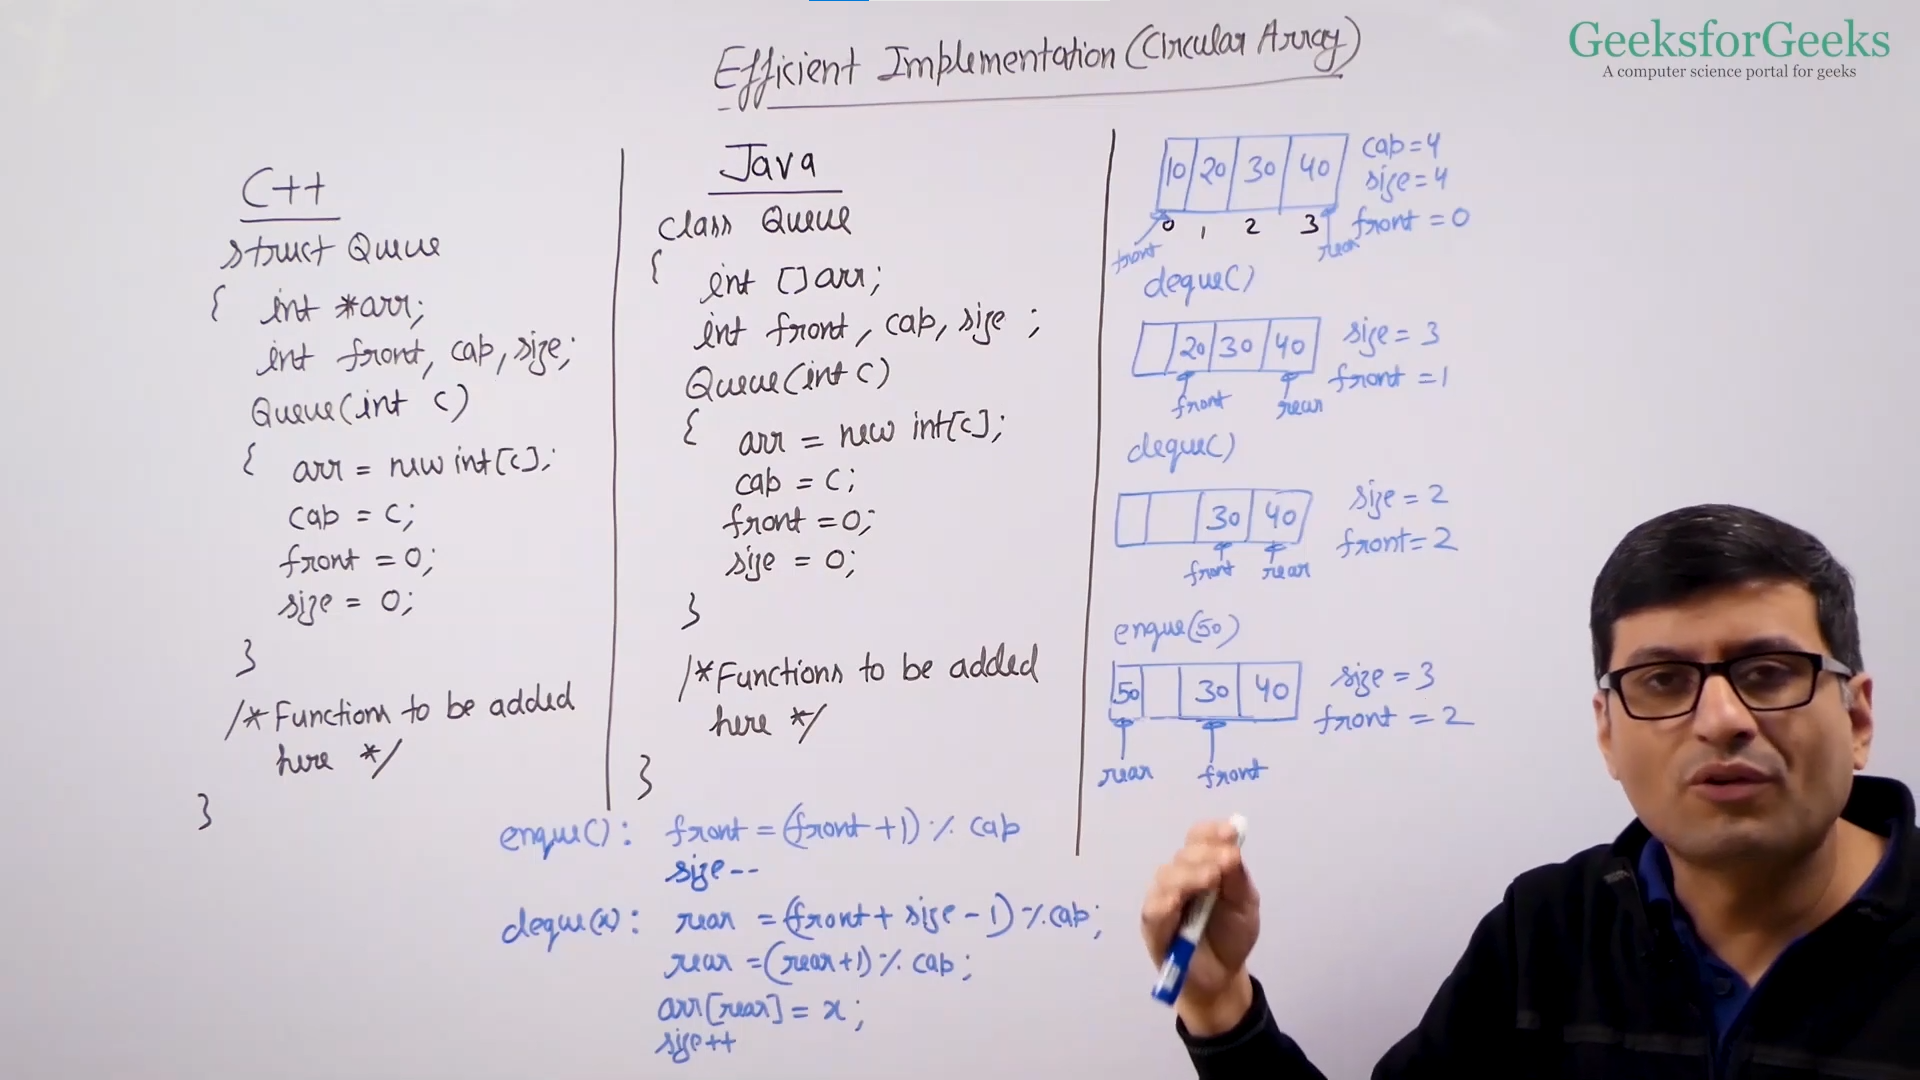 GeeksforGeeks
A computer science portal for geeks
Efficient Implementation (Circular Array)
C++
struct Queue
{ int *arr;
int front, cap, size;
Queue(int c)
{ arr = new int[c];
cap = c;
front = 0;
size = 0;
}
/* Functions to be added
here */
}
Java
class Queue
{ int []arr;
int front, cap, size ;
Queue(int c)
{ arr = new int[c];
cap = c;
front = 0;
size = 0;
}
/* Functions to be added
here */
}
10 20 30 40
cap = 4
size = 4
front = 0
0 1 2 3
front rear
deque()
20 30 40
size = 3
front = 1
front rear
deque()
30 40
size = 2
front = 2
front rear
enque(50)
50 30 40
size = 3
front = 2
rear front
enque(): front = (front + 1) % cap
size--
deque(x): rear = (front + size - 1) % cap;
rear = (rear+1) % cap;
arr[rear] = x;
size++